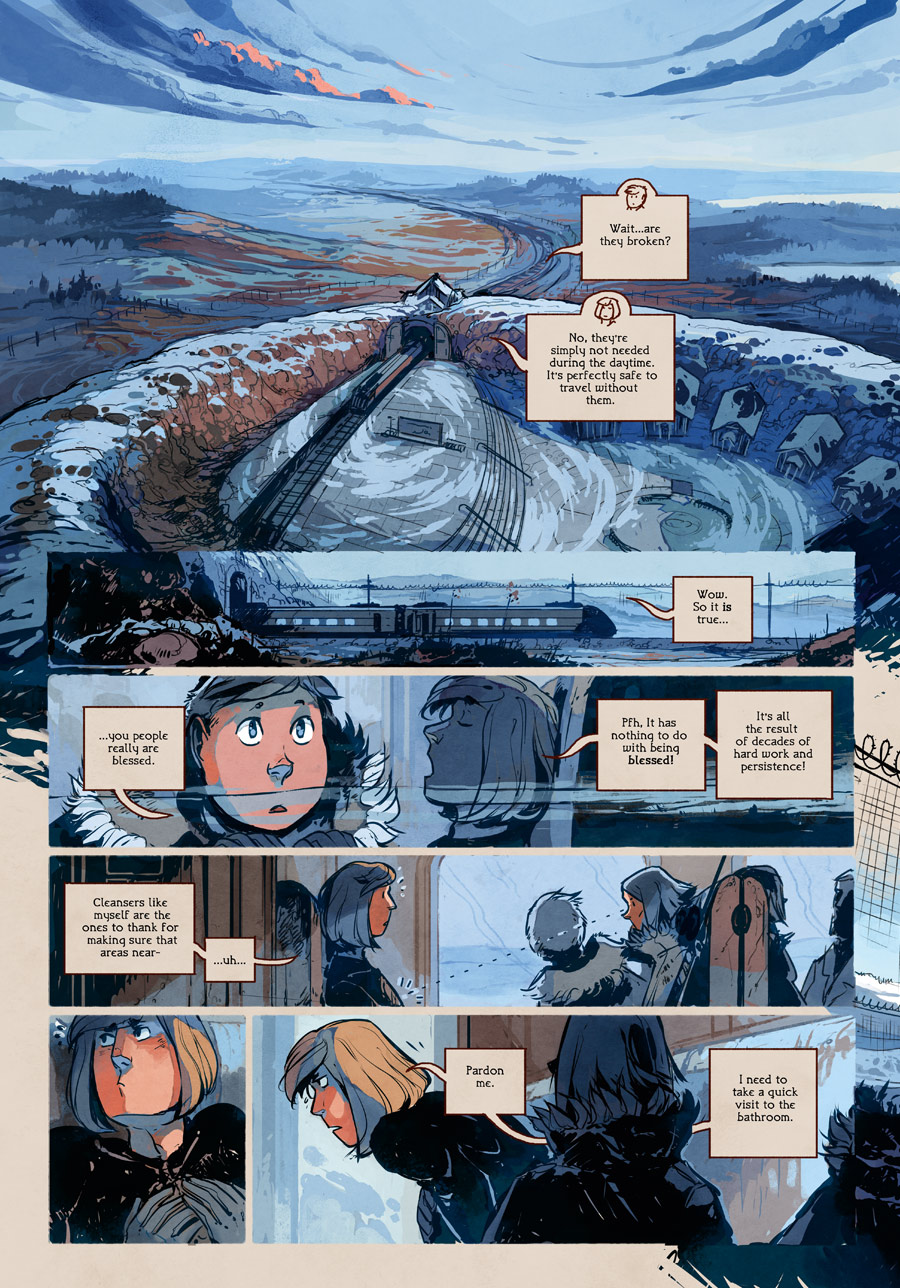 Wait...are
they broken?
No, they're
simply not needed
during the daytime.
It's perfectly safe to
travel without
them.
Wow.
So it is
true...
...you people
really are
blessed.
Pfh, It has
nothing to do
with being
blessed!
It's all
the result
of decades of
hard work and
persistence!
Cleansers like
myself are the
ones to thank for
making sure that
areas near-
...uh...
Pardon
me.
I need to
take a quick
visit to the
bathroom.